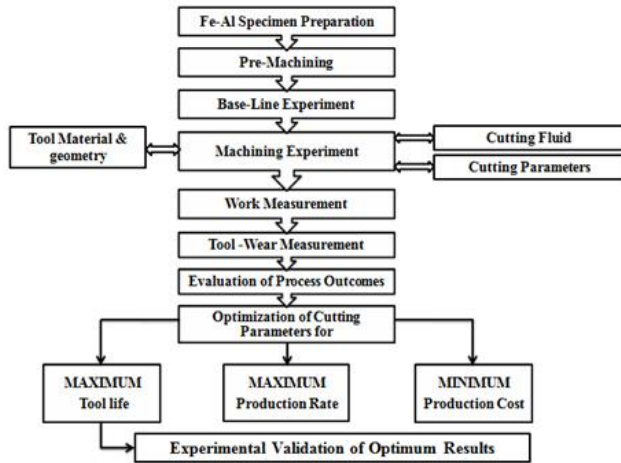 Fe-Al Specimen Preparation
Pre-Machining
Base-Line Experiment
Tool Material &
geometry
Machining Experiment
Cutting Fluid
Cutting Parameters
Work Measurement
Tool -Wear Measurement
Evaluation of Process Outcomes
Optimization of Cutting
Parameters for
MAXIMUM
Tool life
MAXIMUM
Production Rate
MINIMUM
Production Cost
Experimental Validation of Optimum Results